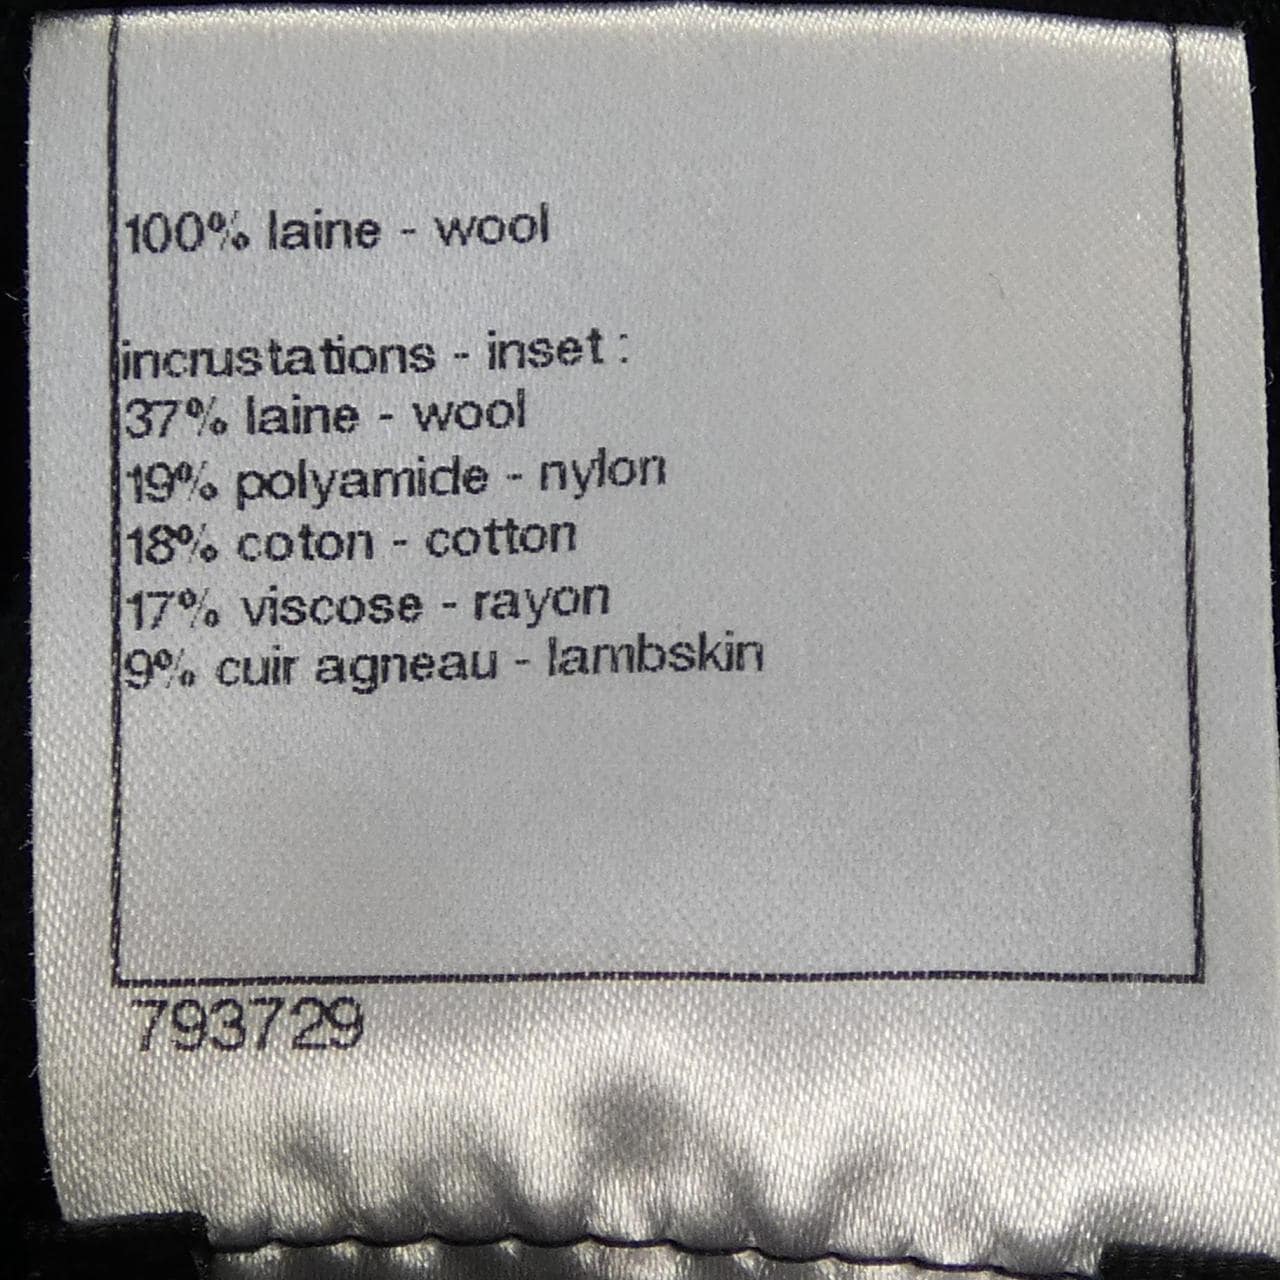 100% laine - wool
incrustations - inset :
37% laine - wool
19% polyamide - nylon
18% coton - cotton
17% viscose - rayon
9% cuir agneau - lambskin
793729